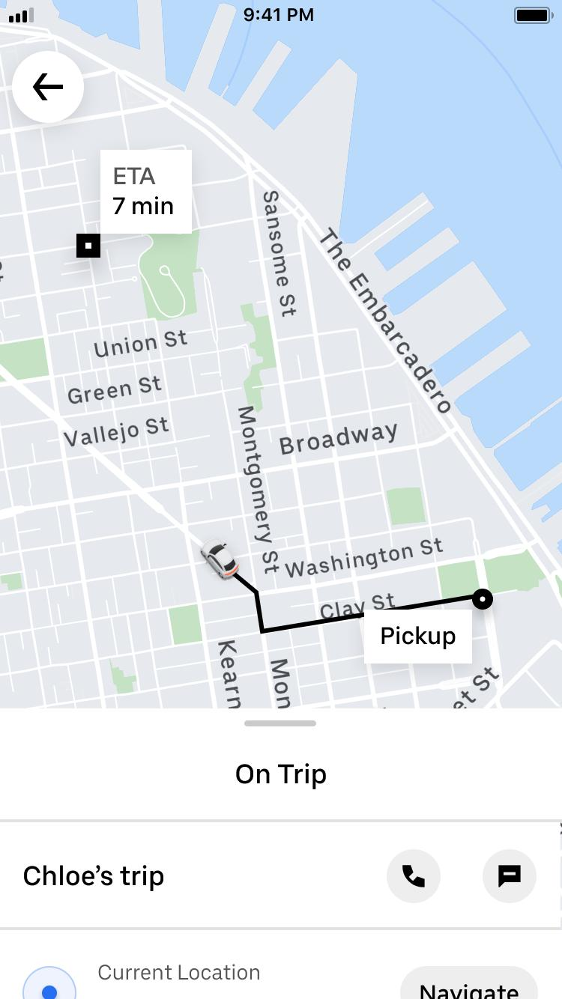 9:41 PM
ETA
7 min
Sansome St
The Embarcadero
Union St
Green St
Vallejo St
Montgomery St
Broadway
Washington St
Clay St
Pickup
Kearn
Mon
et St
On Trip
Chloe’s trip
Current Location
Navigate